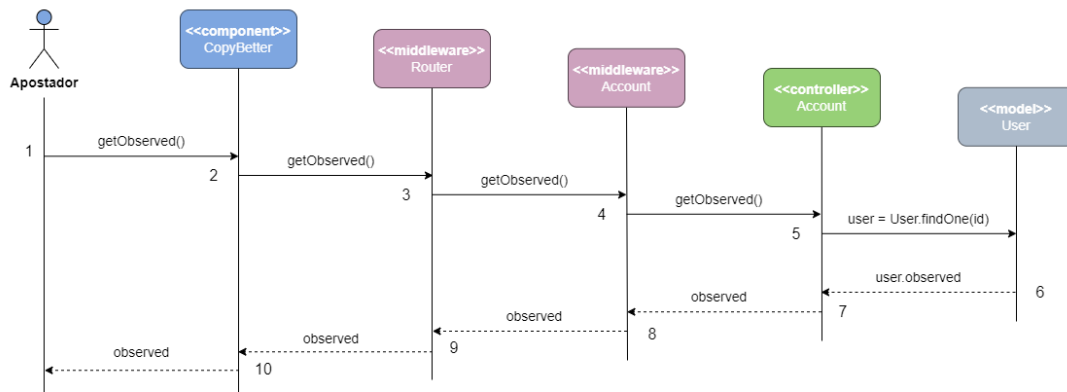 <<component>>
CopyBetter
<<middleware>>
Router
<<middleware>>
Account
<<controller>>
Account
<<model>>
User
Apostador
1
getObserved()
2
getObserved()
3
getObserved()
4
getObserved()
5
user = User.findOne(id)
user.observed
6
observed
7
observed
8
observed
9
observed
10